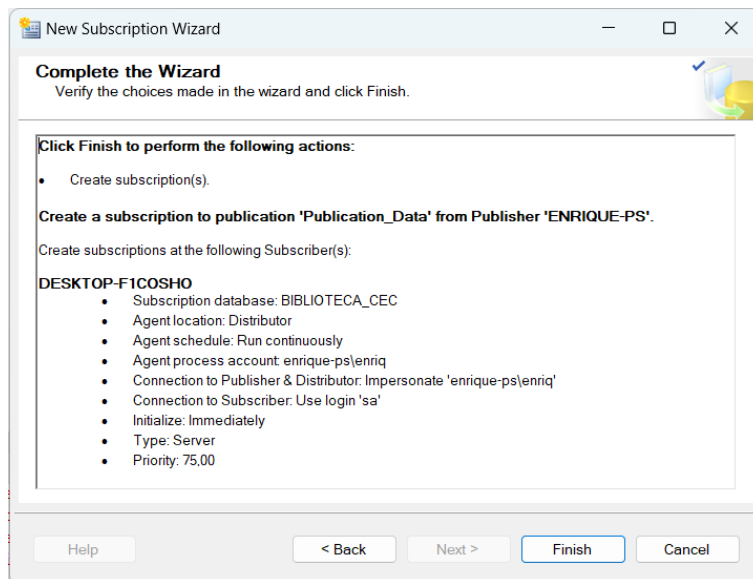 New Subscription Wizard
Complete the Wizard
Verify the choices made in the wizard and click Finish.
Click Finish to perform the following actions:
• Create subscription(s).
Create a subscription to publication 'Publication_Data' from Publisher 'ENRIQUE-PS'.
Create subscriptions at the following Subscriber(s):
DESKTOP-F1COSHO
• Subscription database: BIBLIOTECA_CEC
• Agent location: Distributor
• Agent schedule: Run continuously
• Agent process account: enrique-ps\enriq
• Connection to Publisher & Distributor: Impersonate 'enrique-ps\enriq'
• Connection to Subscriber: Use login 'sa'
• Initialize: Immediately
• Type: Server
• Priority: 75,00
Help < Back Next > Finish Cancel